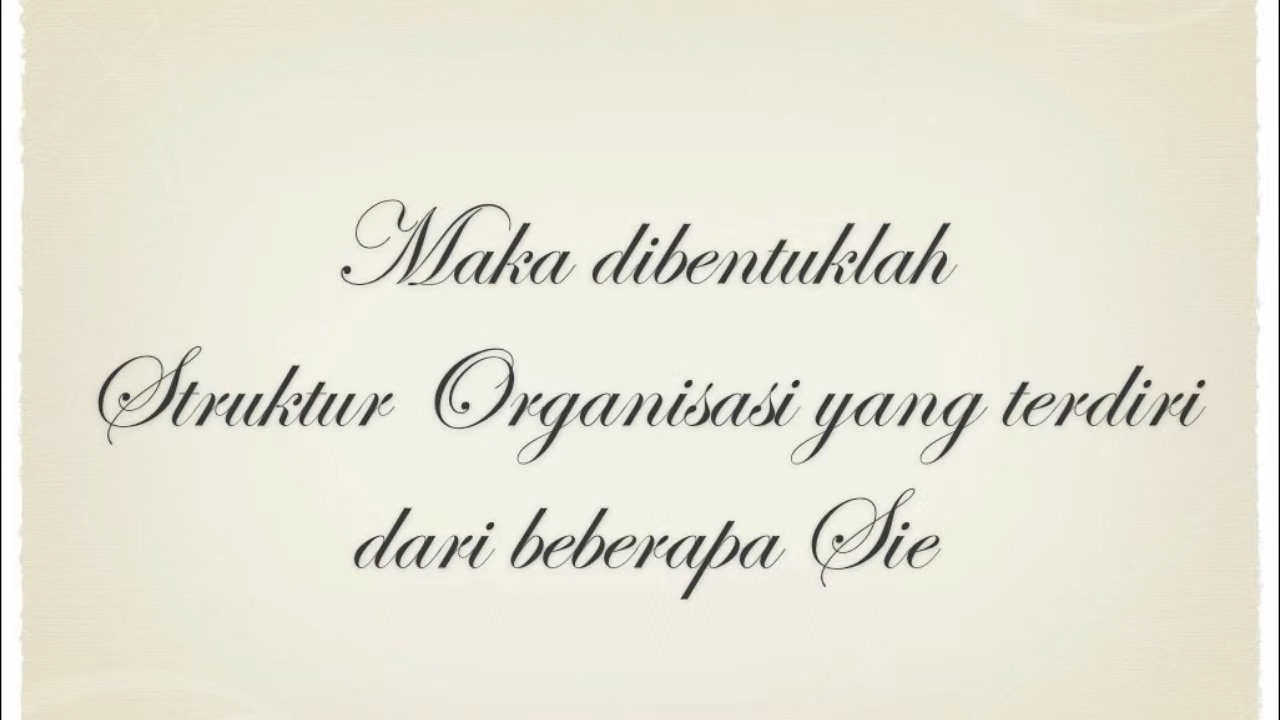 Maka dibentuklah
Struktur Organisasi yang terdiri
dari beberapa Sie